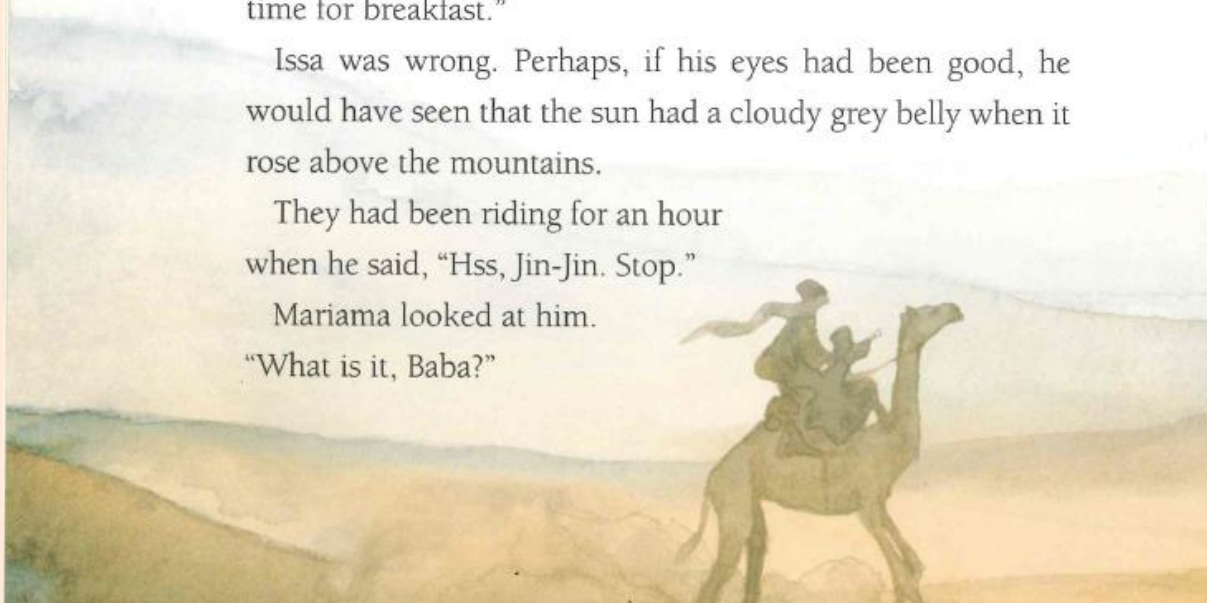 time for breakfast.”
Issa was wrong. Perhaps, if his eyes had been good, he
would have seen that the sun had a cloudy grey belly when it
rose above the mountains.
They had been riding for an hour
when he said, “Hss, Jin-Jin. Stop.”
Mariama looked at him.
“What is it, Baba?”